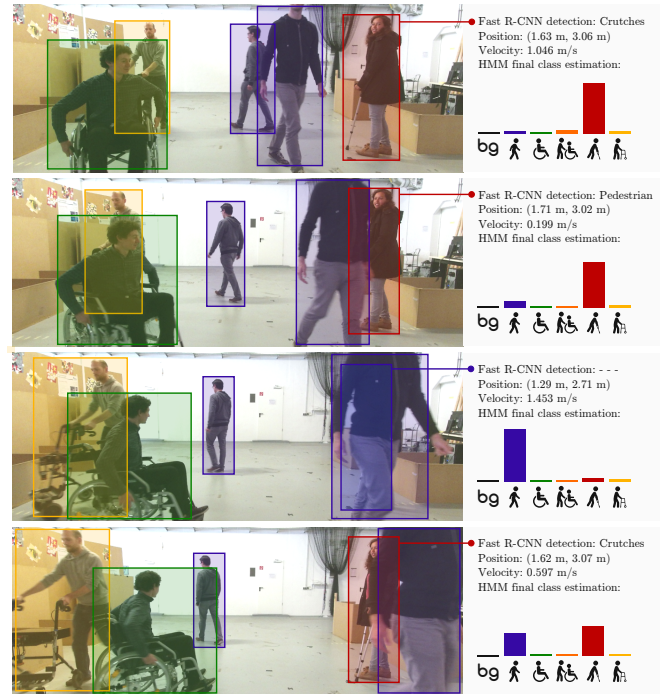 Fast R-CNN detection: Crutches
Position: (1.63 m, 3.06 m)
Velocity: 1.046 m/s
HMM final class estimation:
bg
Fast R-CNN detection: Pedestrian
Position: (1.71 m, 3.02 m)
Velocity: 0.199 m/s
HMM final class estimation:
bg
Fast R-CNN detection: - - -
Position: (1.29 m, 2.71 m)
Velocity: 1.453 m/s
HMM final class estimation:
bg
Fast R-CNN detection: Crutches
Position: (1.62 m, 3.07 m)
Velocity: 0.597 m/s
HMM final class estimation:
bg